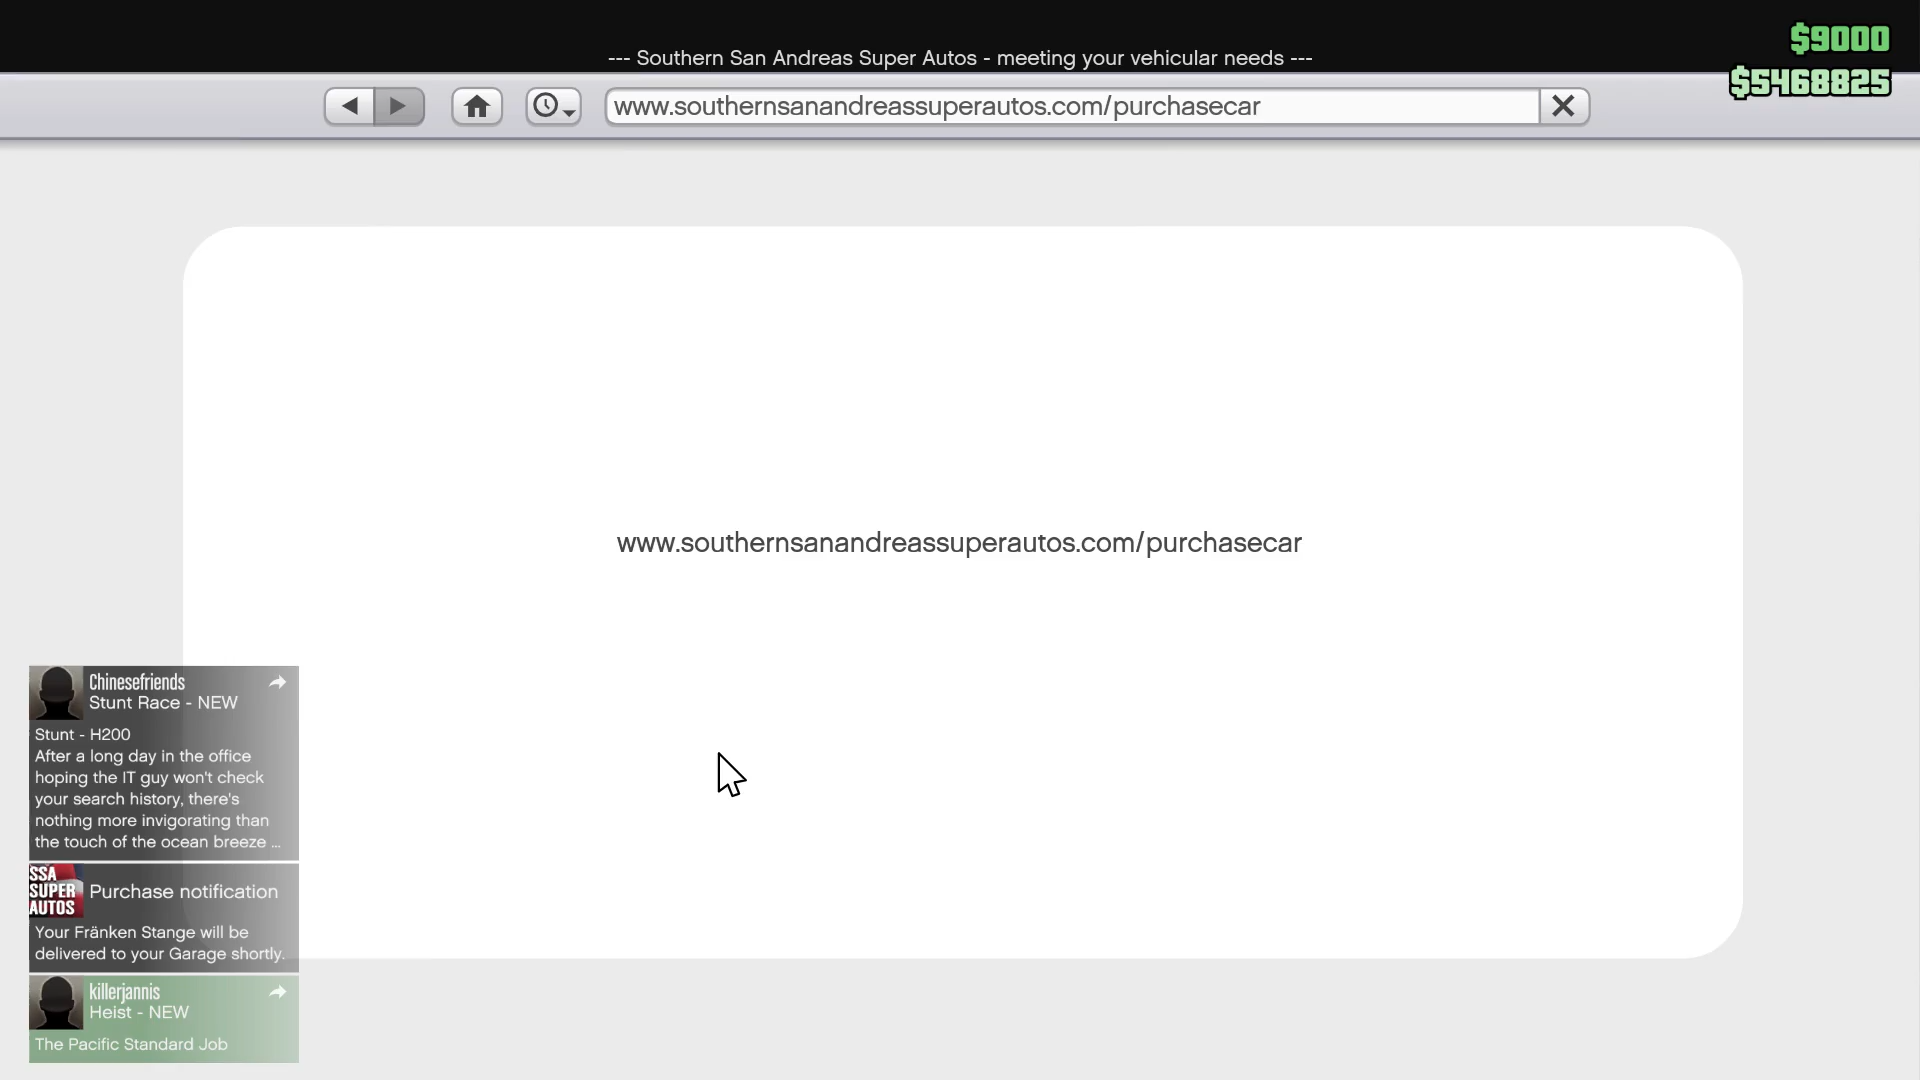 --- Southern San Andreas Super Autos - meeting your vehicular needs ---
$9000
$5468825
www.southernsanandreassuperautos.com/purchasecar
www.southernsanandreassuperautos.com/purchasecar
Chinesefriends
Stunt Race - NEW
Stunt - H200
After a long day in the office
hoping the IT guy won't check
your search history, there's
nothing more invigorating than
the touch of the ocean breeze ...
SSA
SUPER
AUTOS
Purchase notification
Your Fränken Stange will be
delivered to your Garage shortly.
killerjannis
Heist - NEW
The Pacific Standard Job